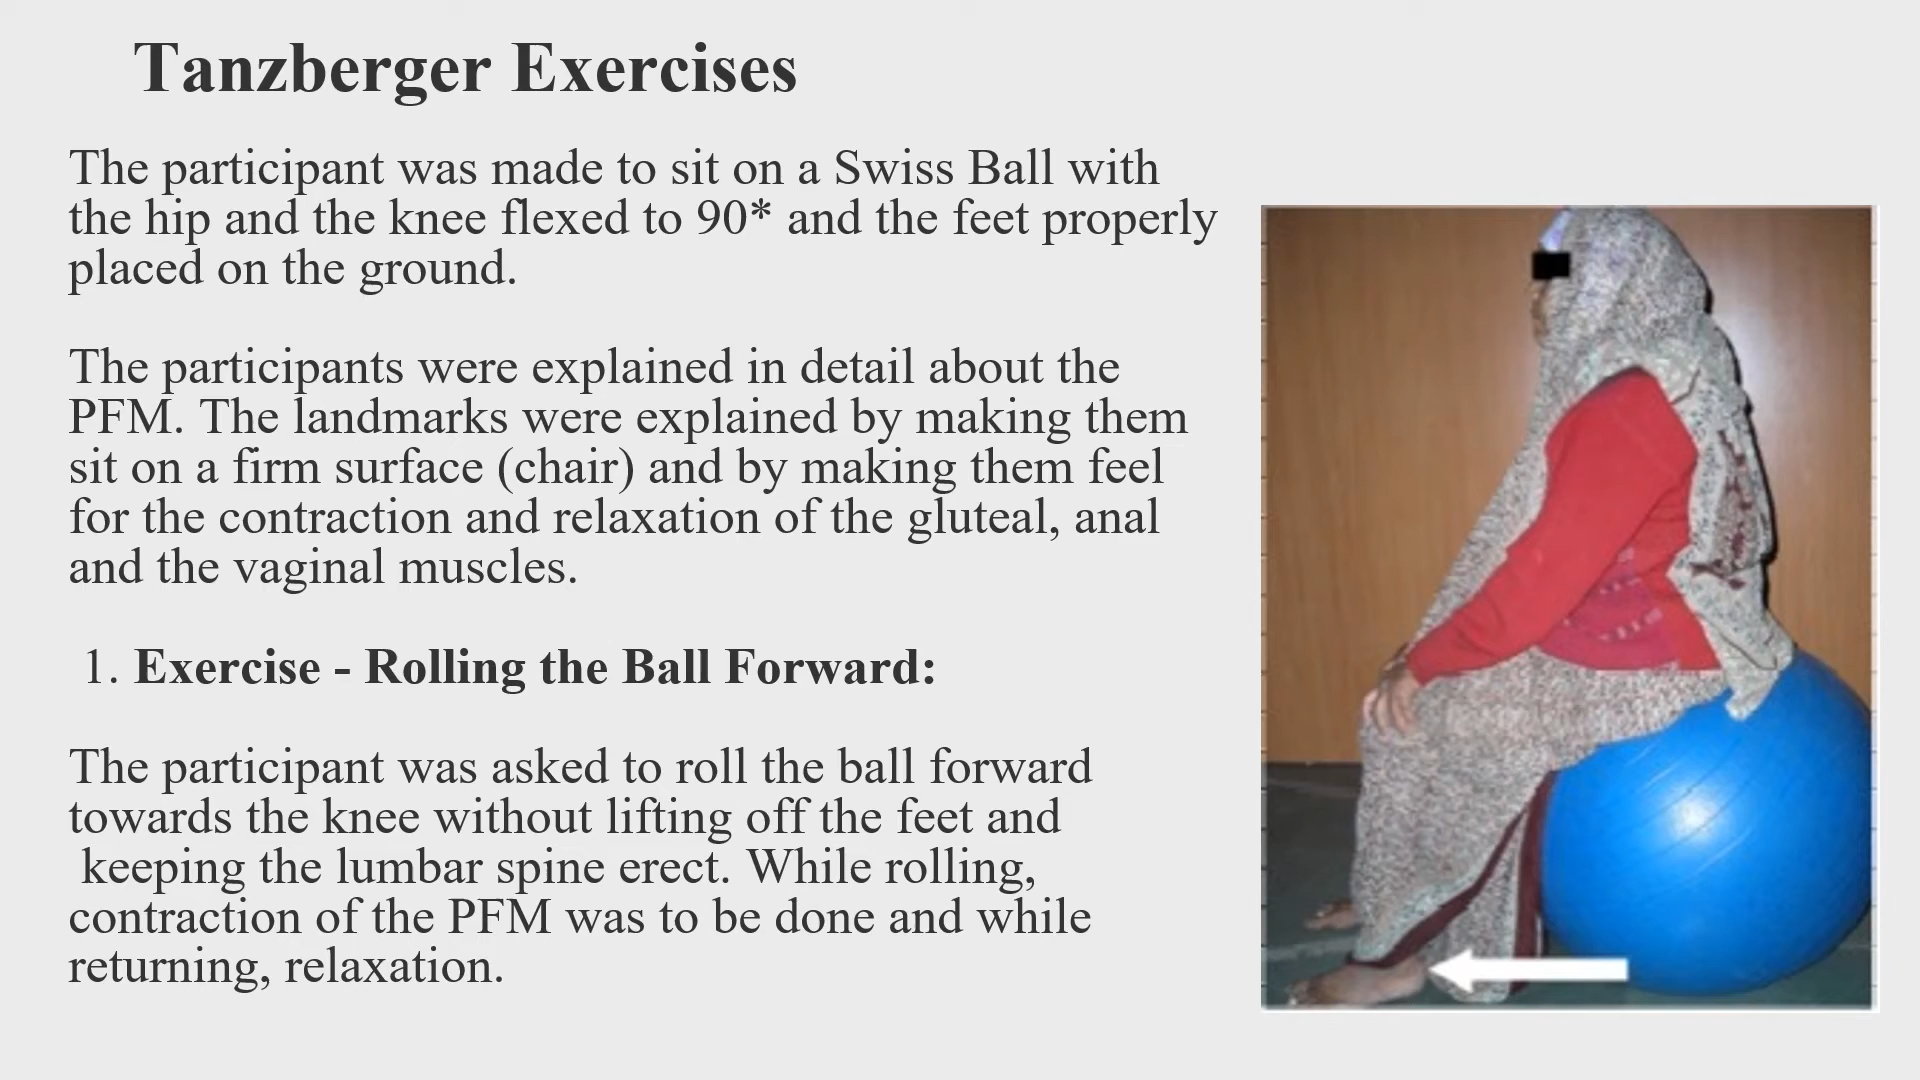 Tanzberger Exercises
The participant was made to sit on a Swiss Ball with
the hip and the knee flexed to 90* and the feet properly
placed on the ground.
The participants were explained in detail about the
PFM. The landmarks were explained by making them
sit on a firm surface (chair) and by making them feel
for the contraction and relaxation of the gluteal, anal
and the vaginal muscles.
1. Exercise - Rolling the Ball Forward:
The participant was asked to roll the ball forward
towards the knee without lifting off the feet and
keeping the lumbar spine erect. While rolling,
contraction of the PFM was to be done and while
returning, relaxation.